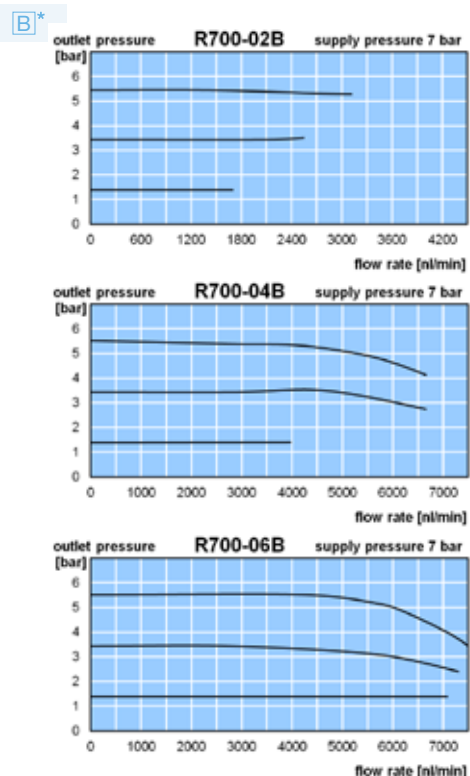 B*
outlet pressure R700-02B supply pressure 7 bar
[bar]
6
5
4
3
2
1
0
0 600 1200 1800 2400 3000 3600 4200
flow rate [nl/min]
outlet pressure R700-04B supply pressure 7 bar
[bar]
6
5
4
3
2
1
0
0 1000 2000 3000 4000 5000 6000 7000
flow rate [nl/min]
outlet pressure R700-06B supply pressure 7 bar
[bar]
6
5
4
3
2
1
0
0 1000 2000 3000 4000 5000 6000 7000
flow rate [nl/min]